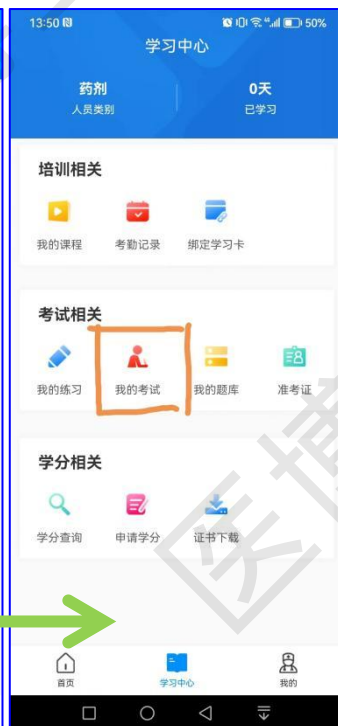 13:50 50%
学习中心
药剂 0天
人员类别 已学习
培训相关
我的课程 考勤记录 绑定学习卡
考试相关
我的练习 我的考试 我的题库 准考证
学分相关
学分查询 申请学分 证书下载
首页 学习中心 我的
医博